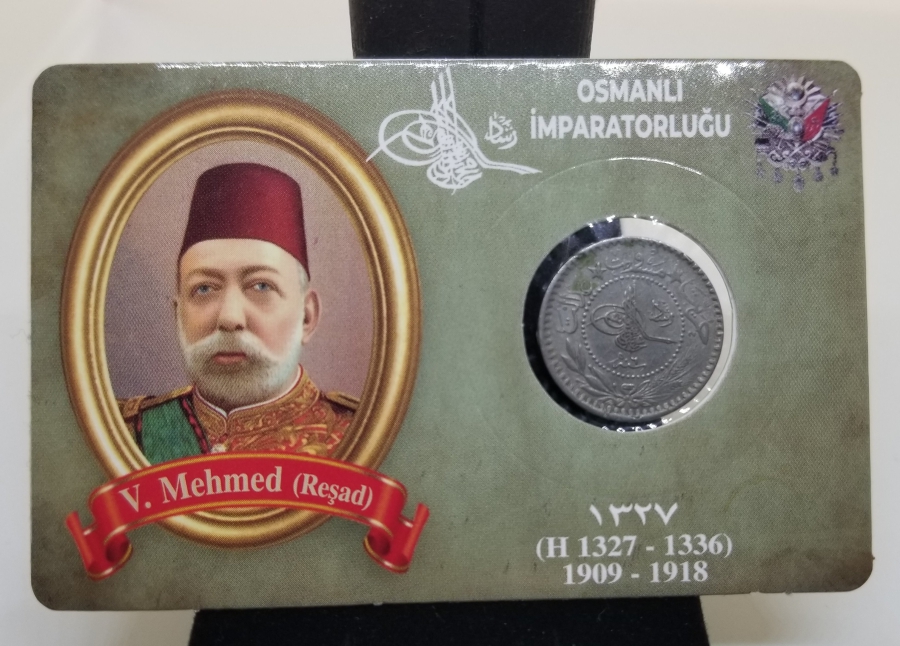 OSMANLI
İMPARATORLUĞU
V. Mehmed (Reşad)
١٣٢٧
(H 1327 - 1336)
1909 - 1918